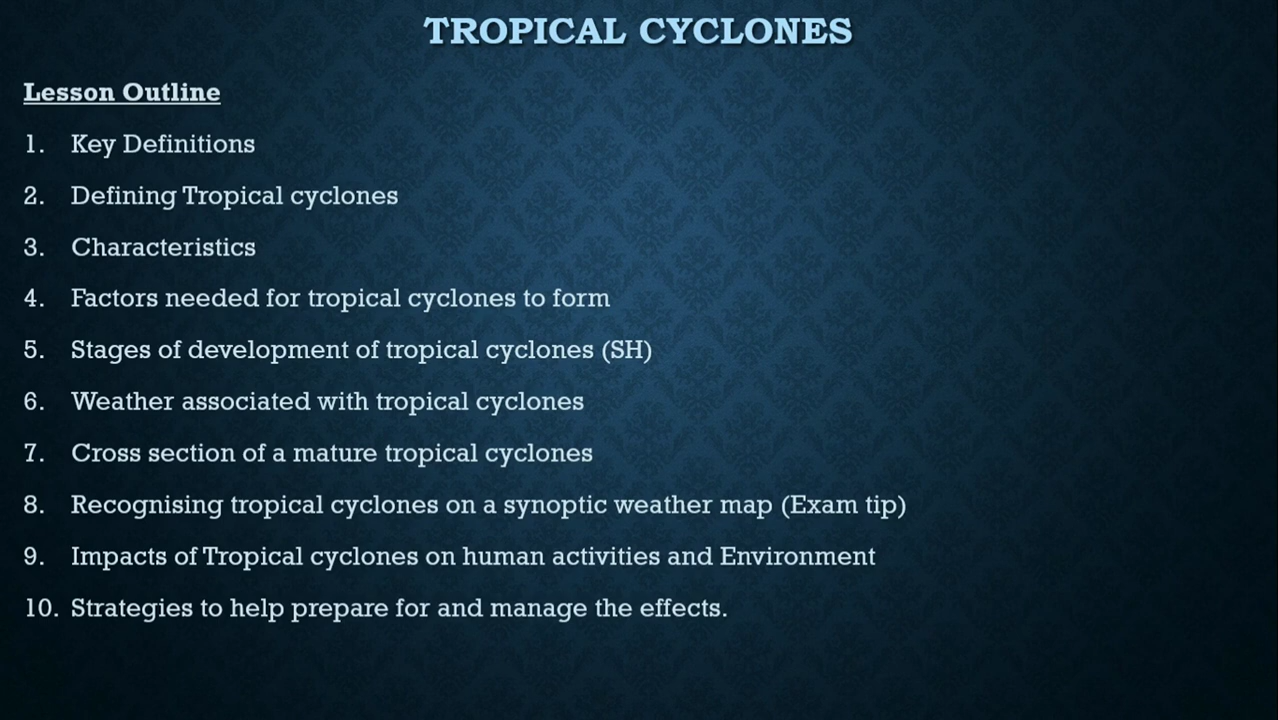 TROPICAL CYCLONES
Lesson Outline
1. Key Definitions
2. Defining Tropical cyclones
3. Characteristics
4. Factors needed for tropical cyclones to form
5. Stages of development of tropical cyclones (SH)
6. Weather associated with tropical cyclones
7. Cross section of a mature tropical cyclones
8. Recognising tropical cyclones on a synoptic weather map (Exam tip)
9. Impacts of Tropical cyclones on human activities and Environment
10. Strategies to help prepare for and manage the effects.